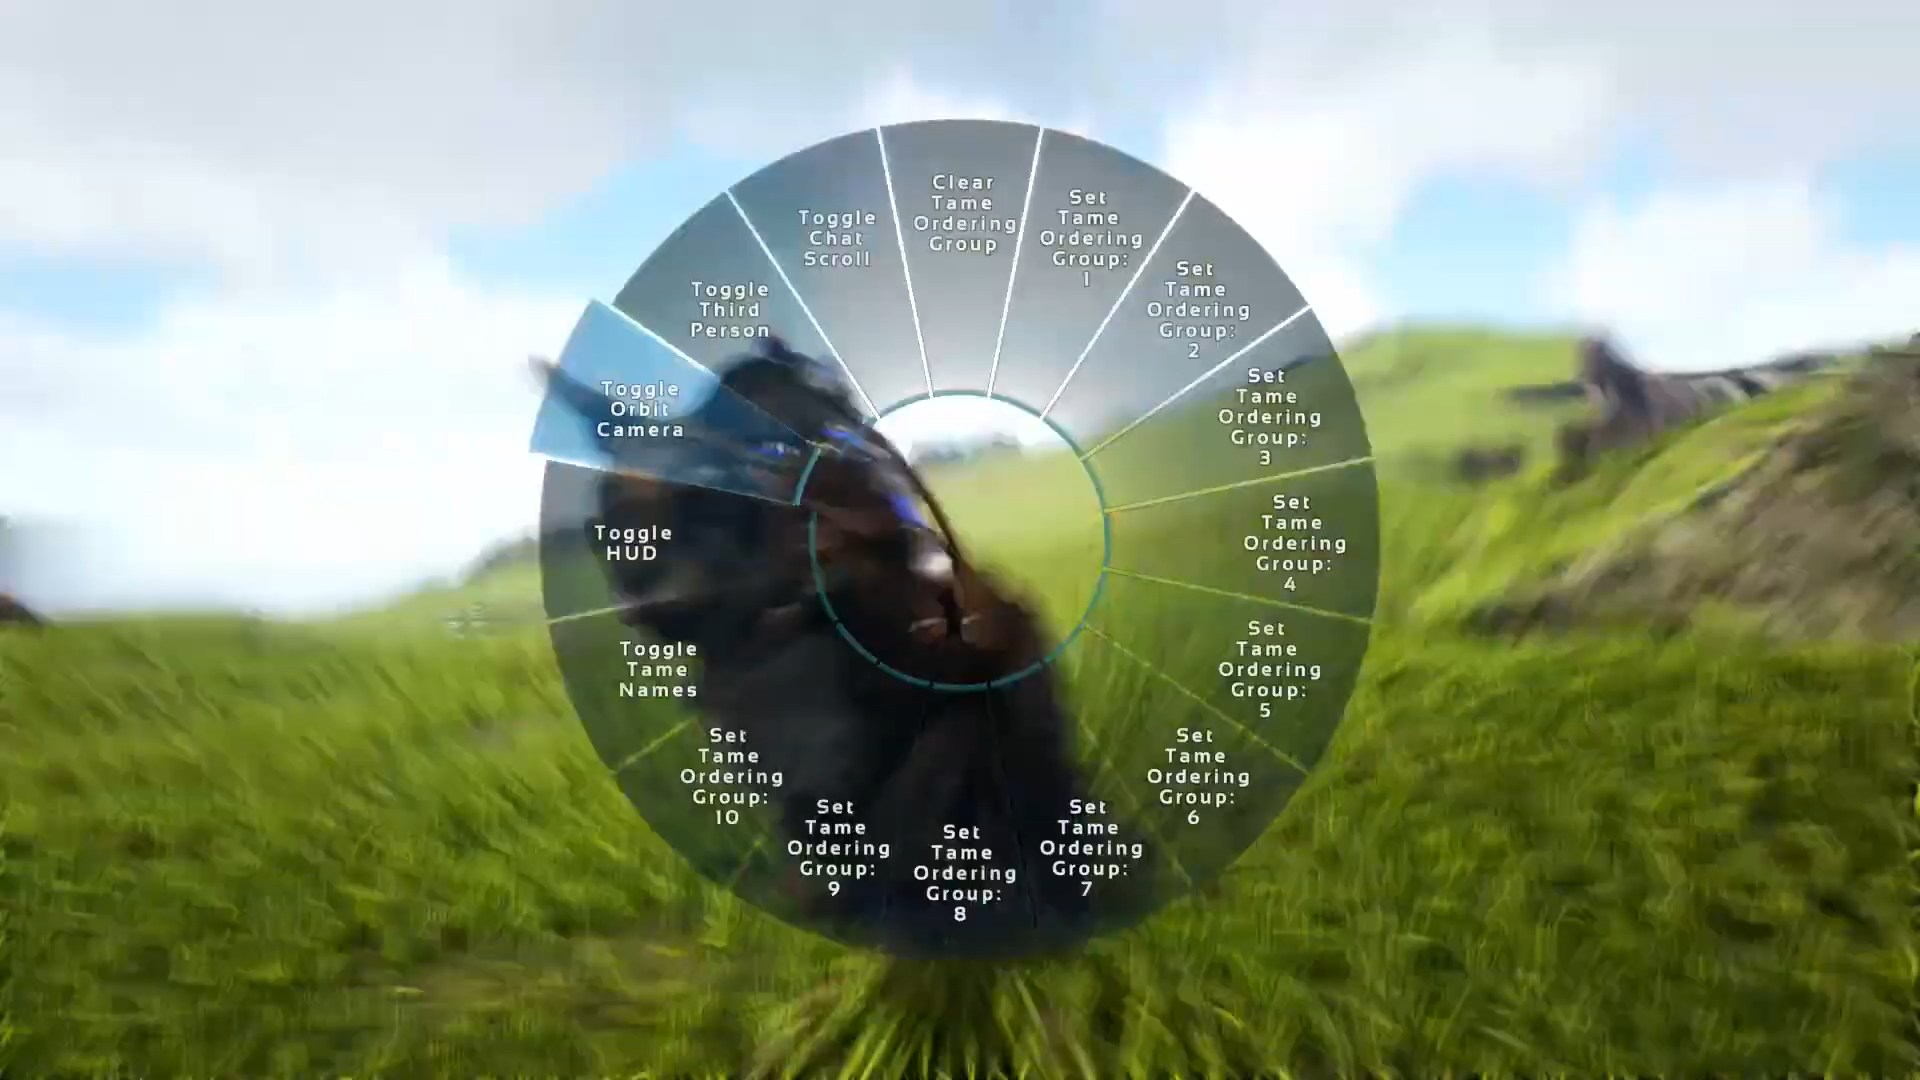 Clear
Tame
Ordering
Group
Set
Tame
Ordering
Group:
1
Set
Tame
Ordering
Group:
2
Set
Tame
Ordering
Group:
3
Set
Tame
Ordering
Group:
4
Set
Tame
Ordering
Group:
5
Set
Tame
Ordering
Group:
6
Set
Tame
Ordering
Group:
7
Set
Tame
Ordering
Group:
8
Set
Tame
Ordering
Group:
9
Set
Tame
Ordering
Group:
10
Toggle
Tame
Names
Toggle
HUD
Toggle
Orbit
Camera
Toggle
Third
Person
Toggle
Chat
Scroll